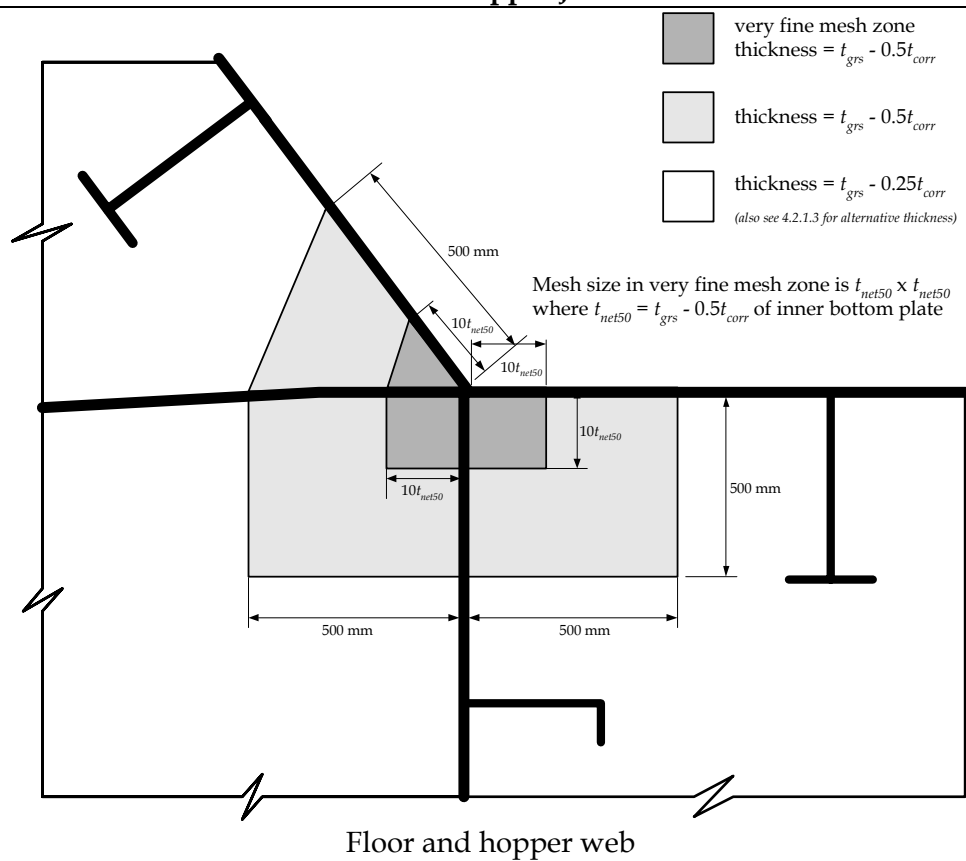 very fine mesh zone
thickness = t_grs - 0.5t_corr
thickness = t_grs - 0.5t_corr
thickness = t_grs - 0.25t_corr
(also see 4.2.1.3 for alternative thickness)
500 mm
Mesh size in very fine mesh zone is t_net50 x t_net50
where t_net50 = t_grs - 0.5t_corr of inner bottom plate
10t_net50
10t_net50
10t_net50
10t_net50
500 mm
500 mm
500 mm
Floor and hopper web